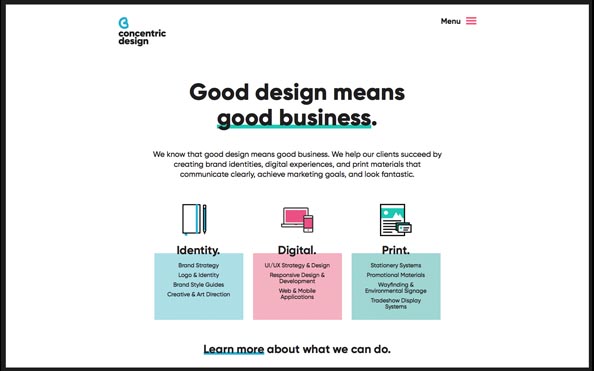 concentric
design
Menu
Good design means
good business.
We know that good design means good business. We help our clients succeed by
creating brand identities, digital experiences, and print materials that
communicate clearly, achieve marketing goals, and look fantastic.
Identity.
Brand Strategy
Logo & Identity
Brand Style Guides
Creative & Art Direction
Digital.
UI/UX Strategy & Design
Responsive Design &
Development
Web & Mobile
Applications
Print.
Stationery Systems
Promotional Materials
Wayfinding &
Environmental Signage
Tradeshow Display
Systems
Learn more about what we can do.